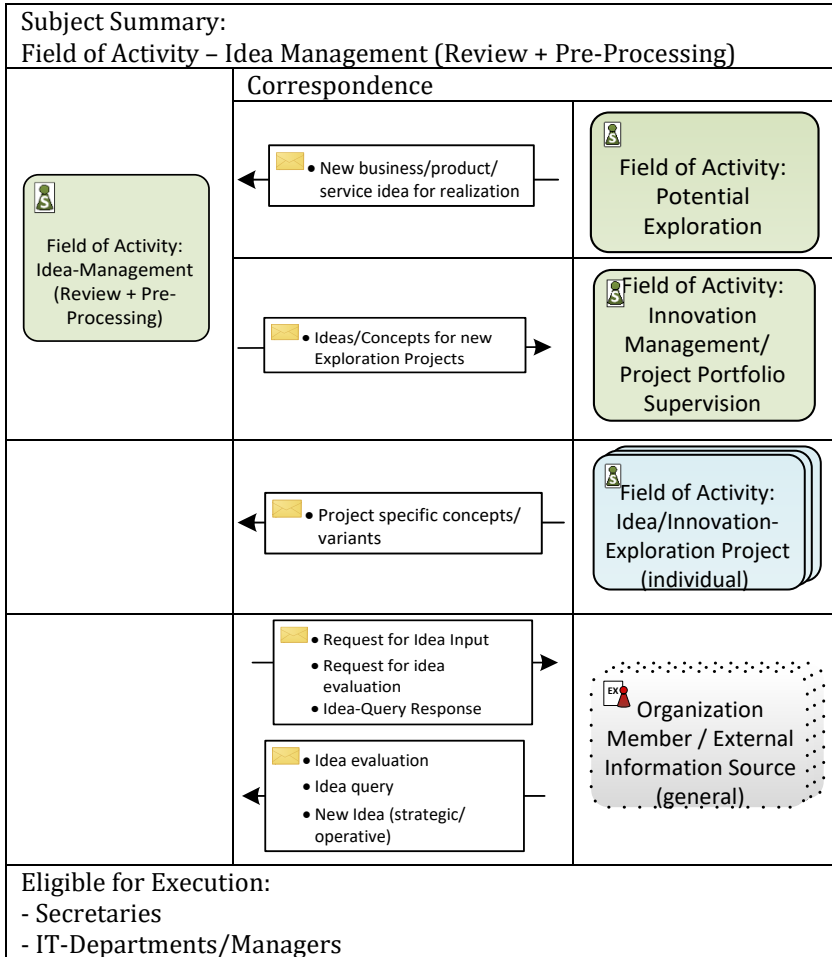 Subject Summary:
Field of Activity – Idea Management (Review + Pre-Processing)
Correspondence
Field of Activity:
Idea-Management
(Review + Pre-
Processing)
• New business/product/
service idea for realization
Field of Activity:
Potential
Exploration
• Ideas/Concepts for new
Exploration Projects
Field of Activity:
Innovation
Management/
Project Portfolio
Supervision
• Project specific concepts/
variants
Field of Activity:
Idea/Innovation-
Exploration Project
(individual)
• Request for Idea Input
• Request for idea
evaluation
• Idea-Query Response
• Idea evaluation
• Idea query
• New Idea (strategic/
operative)
EX
Organization
Member / External
Information Source
(general)
Eligible for Execution:
- Secretaries
- IT-Departments/Managers